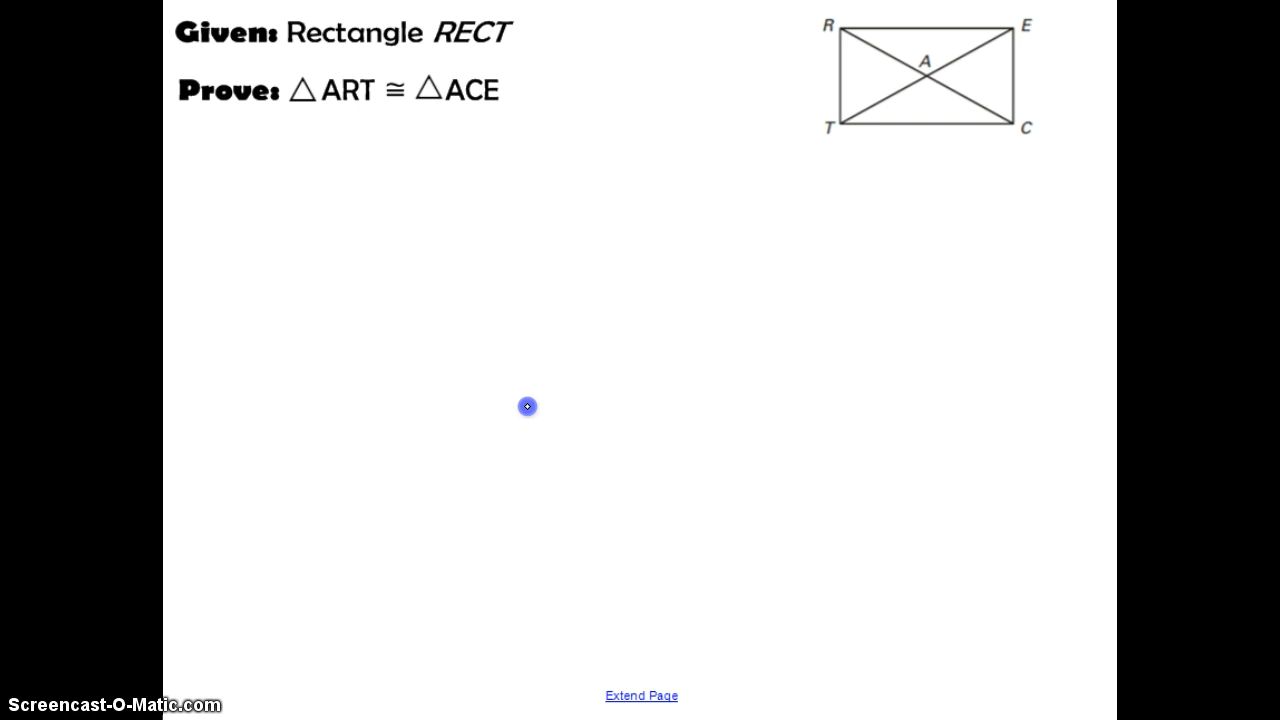 Given: Rectangle RECT
Prove: △ ART ≅ △ ACE
R
E
A
T
C
Extend Page
Screencast-O-Matic.com